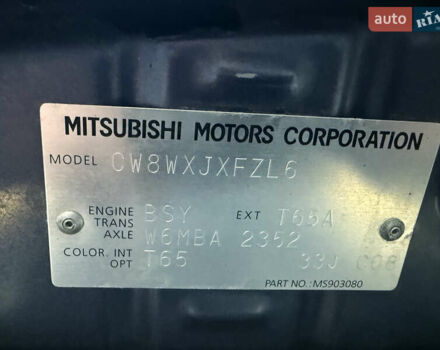 auto RIA
MITSUBISHI MOTORS CORPORATION
MODEL CW8WXJXFZL6
ENGINE BSY EXT T65A
TRANS AXLE W6MBA 2352
COLOR. INT OPT T65 33J C08
PART NO.: MS903080